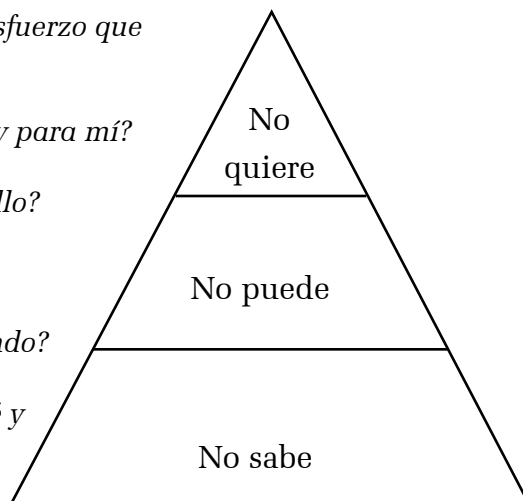 sfuerzo que
y para mí?
llo?
ndo?
y
No
quiere
No puede
No sabe